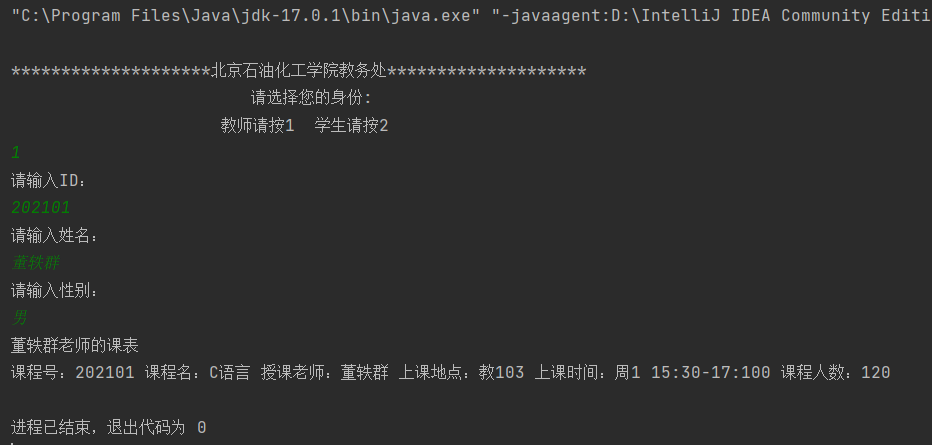 "C:\Program Files\Java\jdk-17.0.1\bin\java.exe" "-javaagent:D:\IntelliJ IDEA Community Editi
********************北京石油化工学院教务处********************
请选择您的身份:
教师请按1  学生请按2
1
请输入ID：
202101
请输入姓名：
董轶群
请输入性别：
男
董轶群老师的课表
课程号：202101 课程名：C语言 授课老师：董轶群 上课地点：教103 上课时间：周1 15:30-17:100 课程人数：120
进程已结束，退出代码为 0